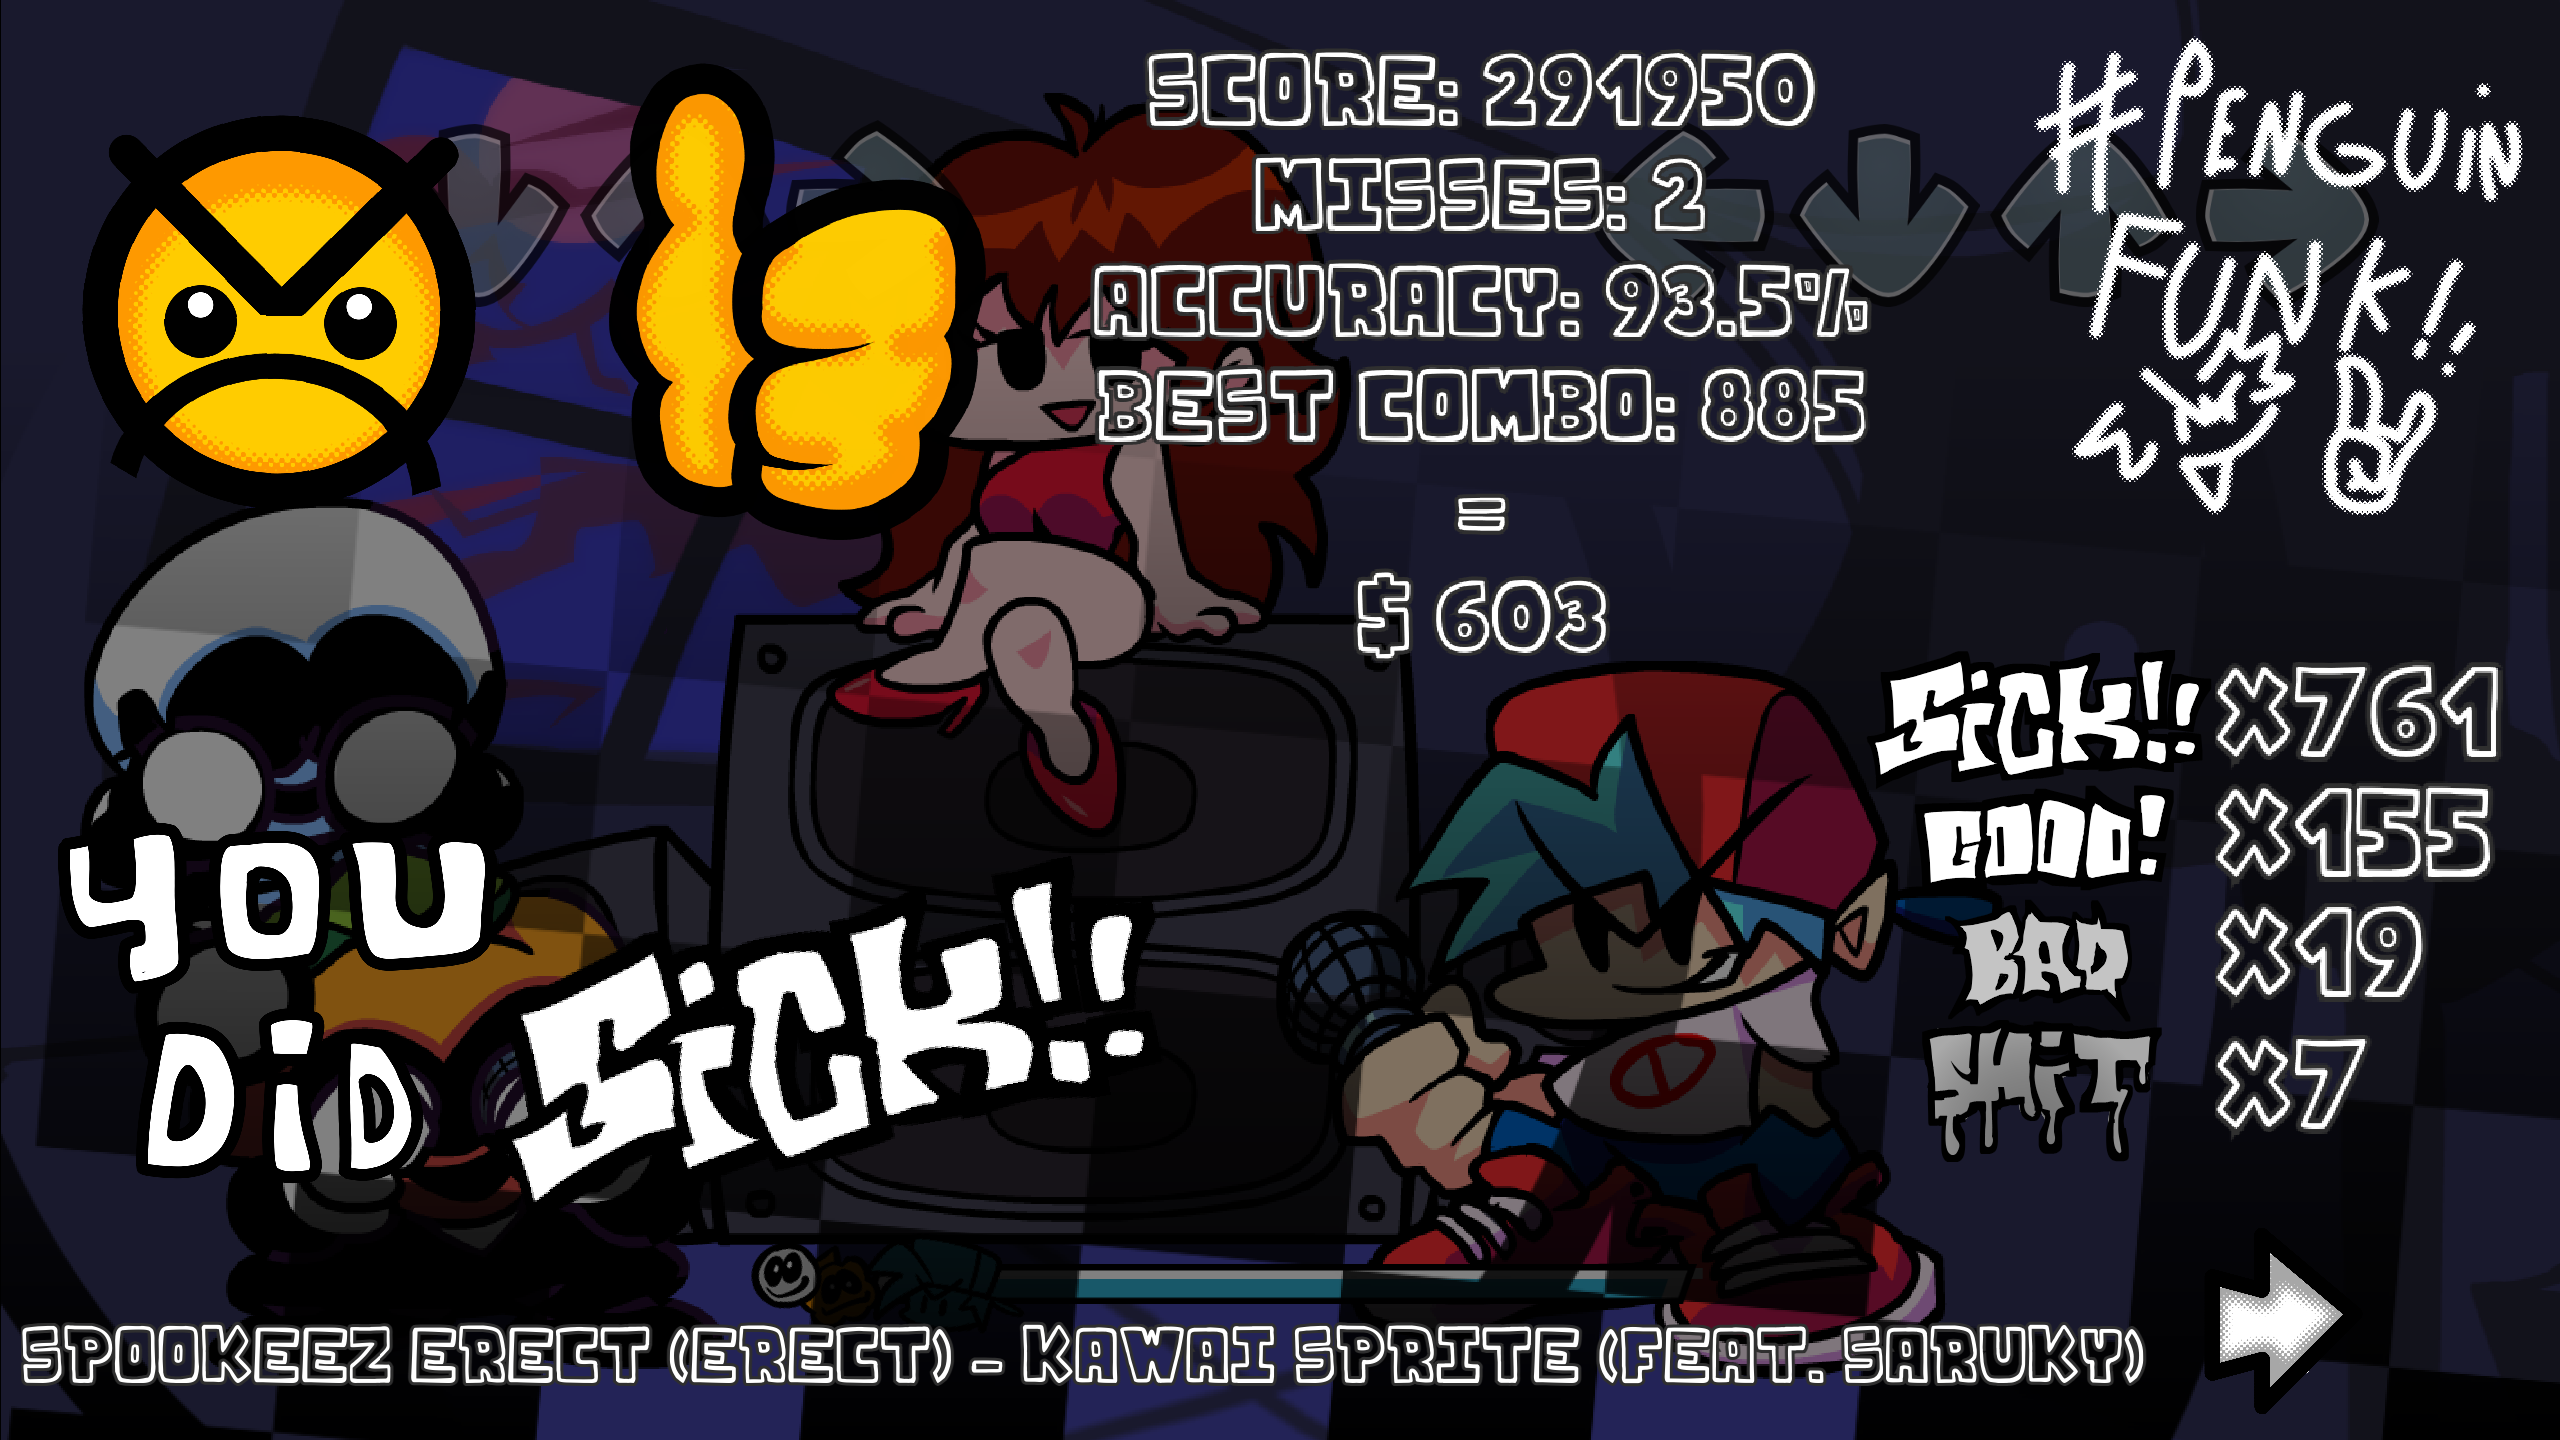 SCORE: 291950
MISSES: 2
ACCURACY: 93.5%
BEST COMBO: 885
=
$ 603
#PENGUIN
FUNK!!
SiCK!! X761
GOOD! X155
BAD X19
SHiT X7
YOU
DiD SiCK!!
SPOOKEEZ ERECT (ERECT) - KAWAI SPRITE (FEAT. SARUKY)